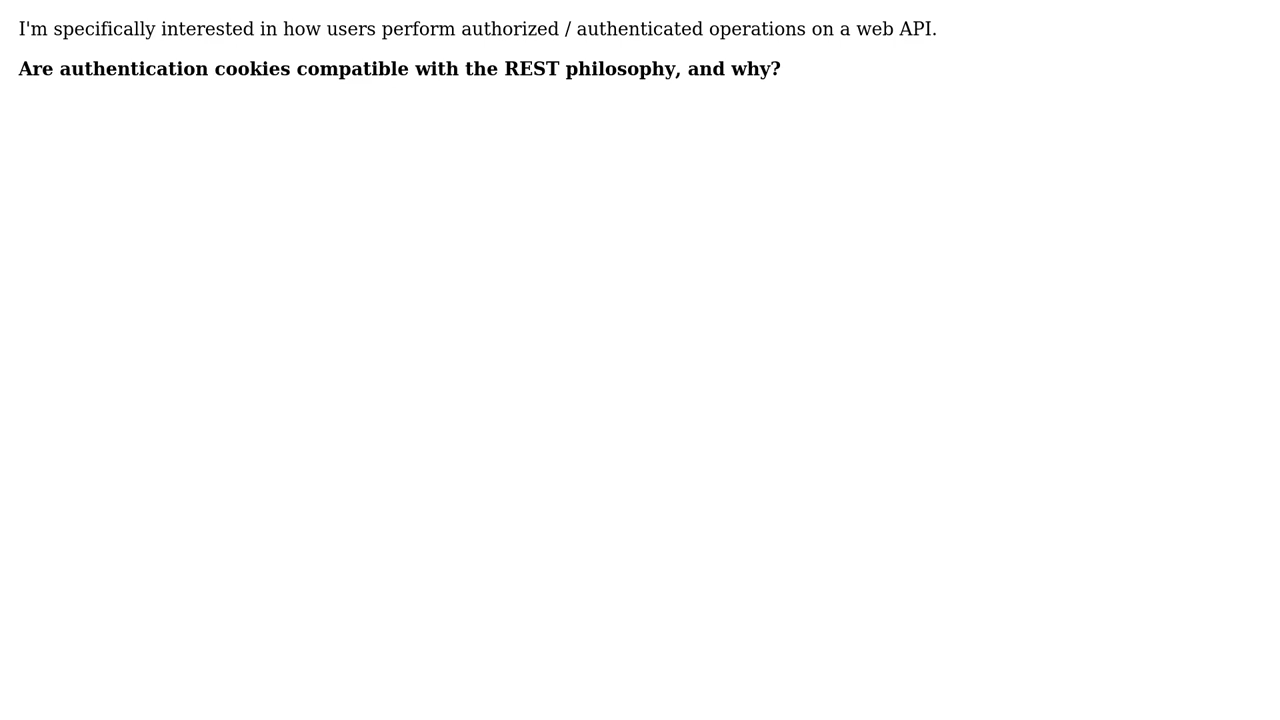 I'm specifically interested in how users perform authorized / authenticated operations on a web API.
Are authentication cookies compatible with the REST philosophy, and why?